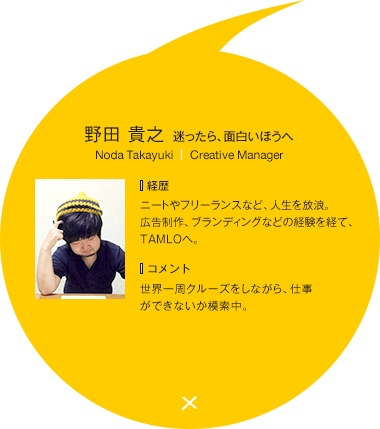 野田 貴之 迷ったら、面白いほうへ
Noda Takayuki | Creative Manager
経歴
ニートやフリーランスなど、人生を放浪。
広告制作、ブランディングなどの経験を経て、
TAMLOへ。
コメント
世界一周クルーズをしながら、仕事
ができないか模索中。